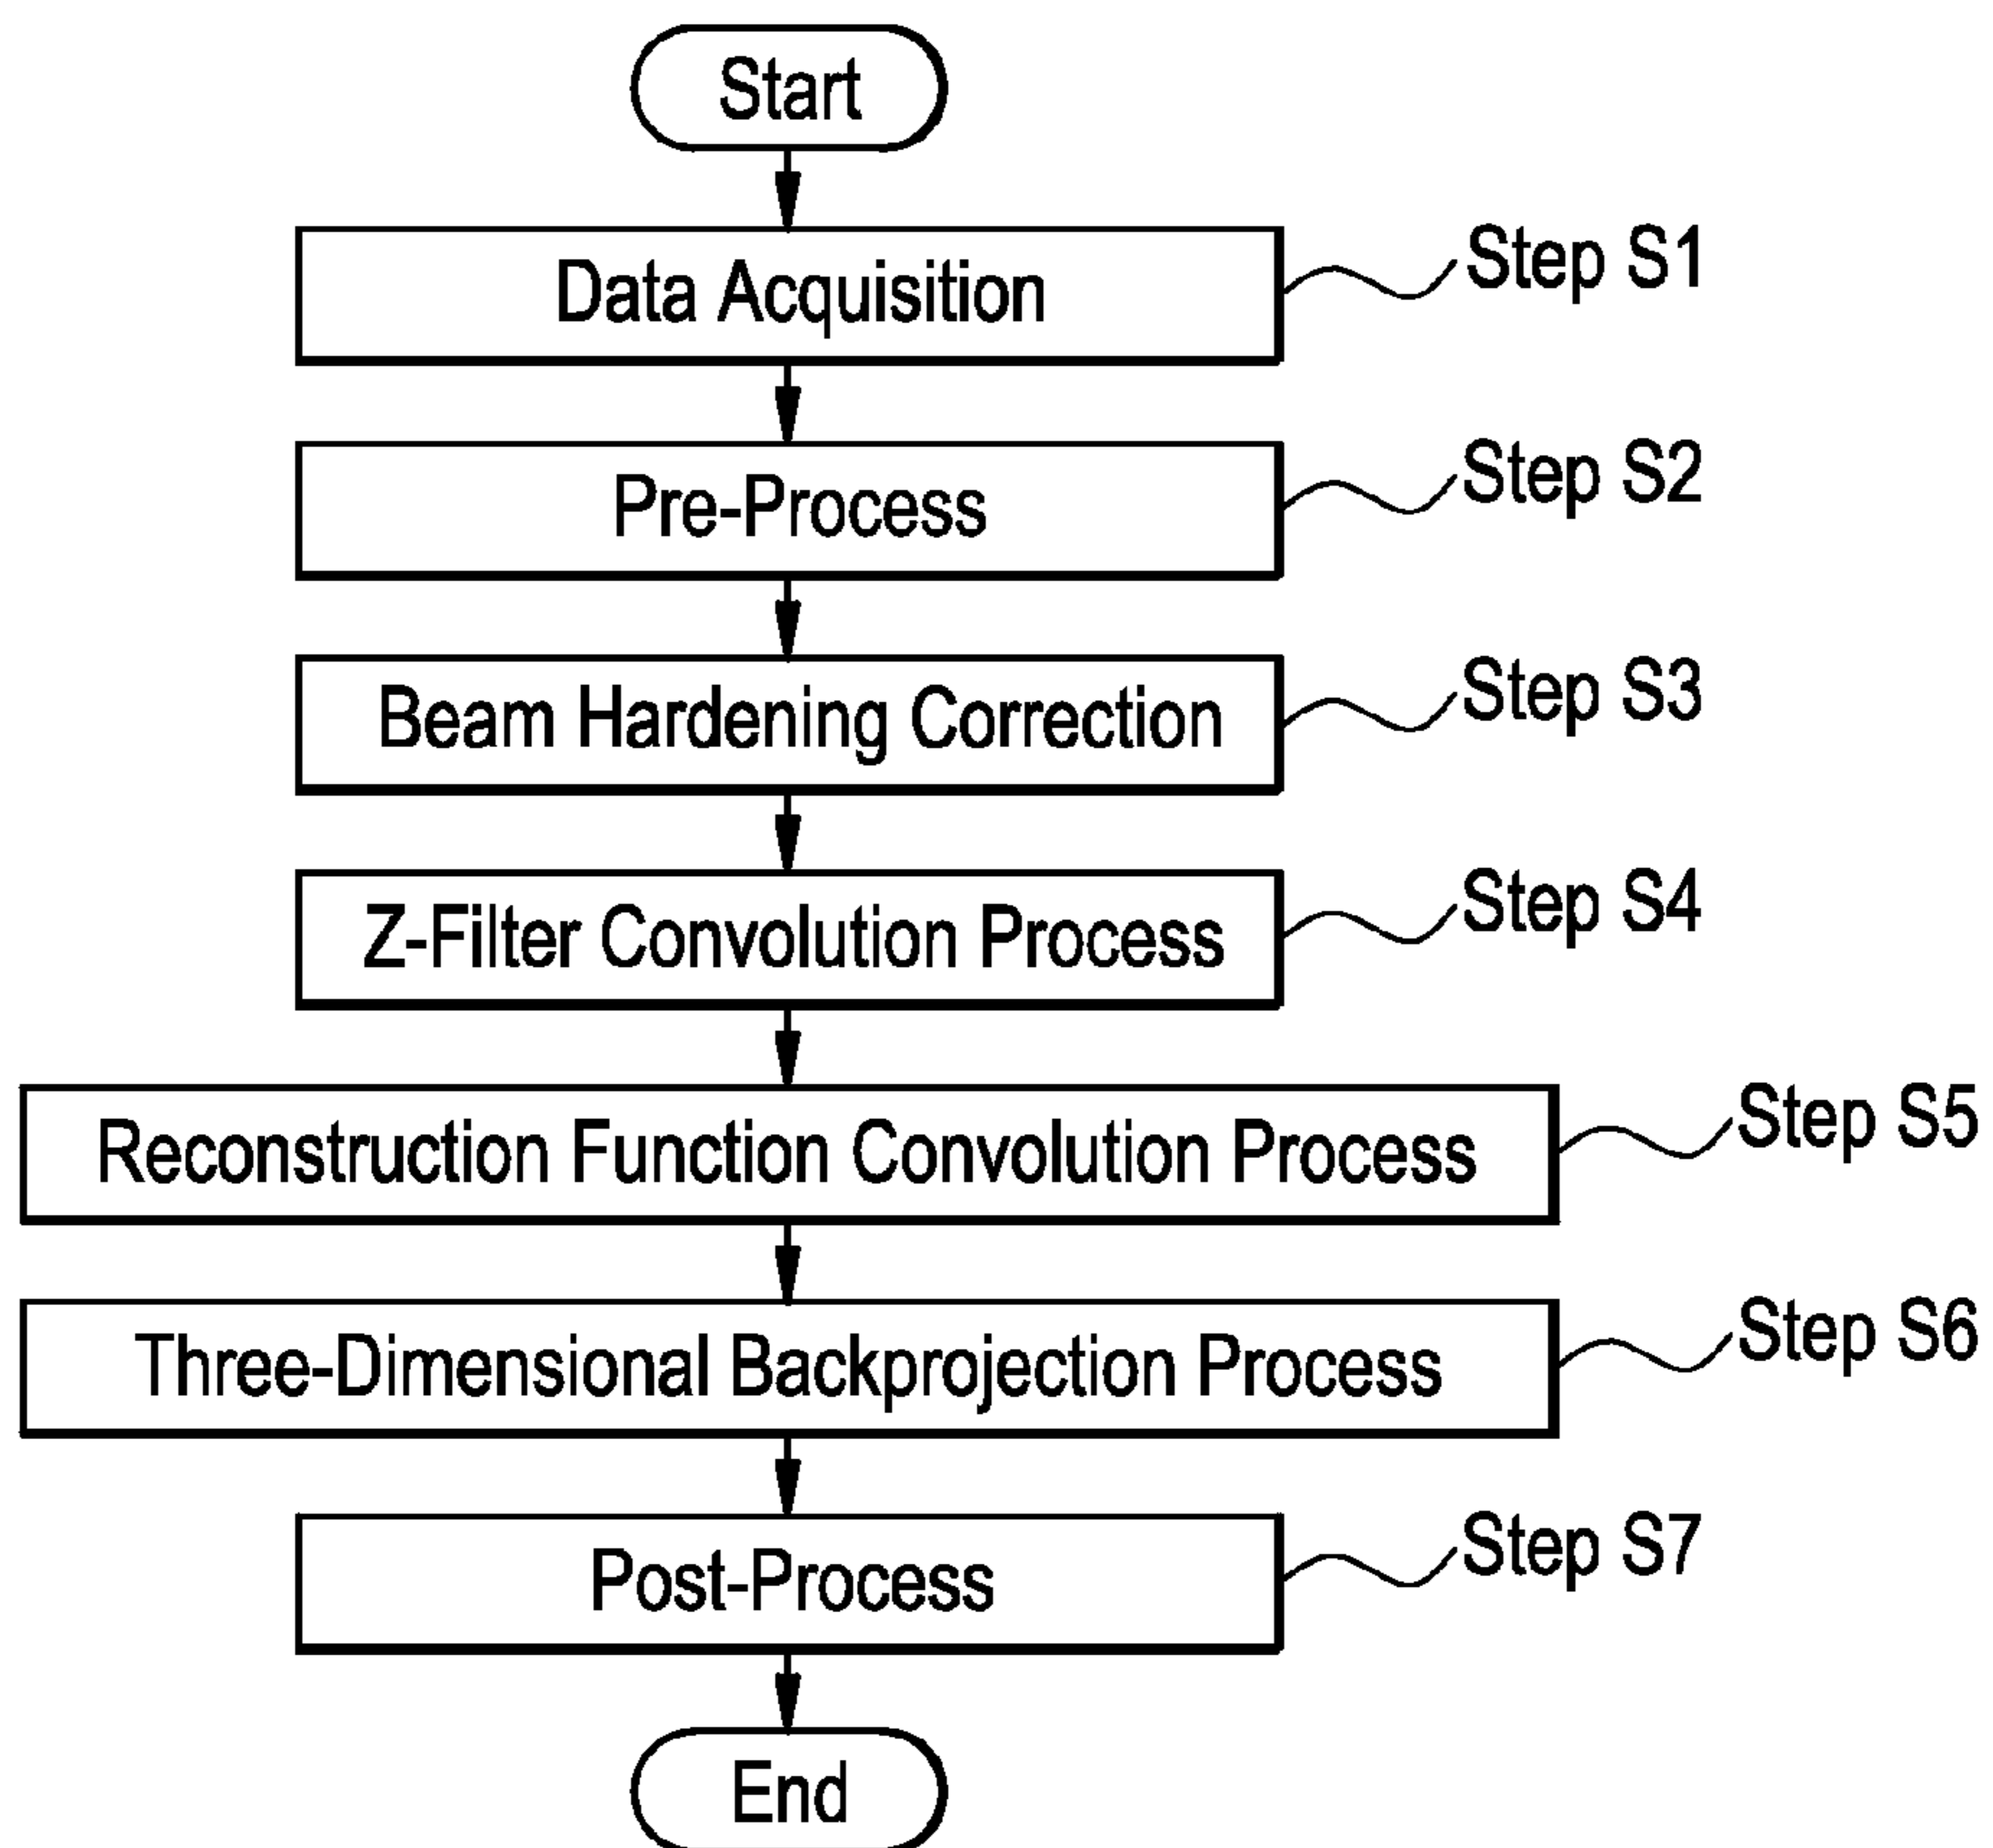 Start
Data Acquisition
Step S1
Pre-Process
Step S2
Beam Hardening Correction
Step S3
Z-Filter Convolution Process
Step S4
Reconstruction Function Convolution Process
Step S5
Three-Dimensional Backprojection Process
Step S6
Post-Process
Step S7
End